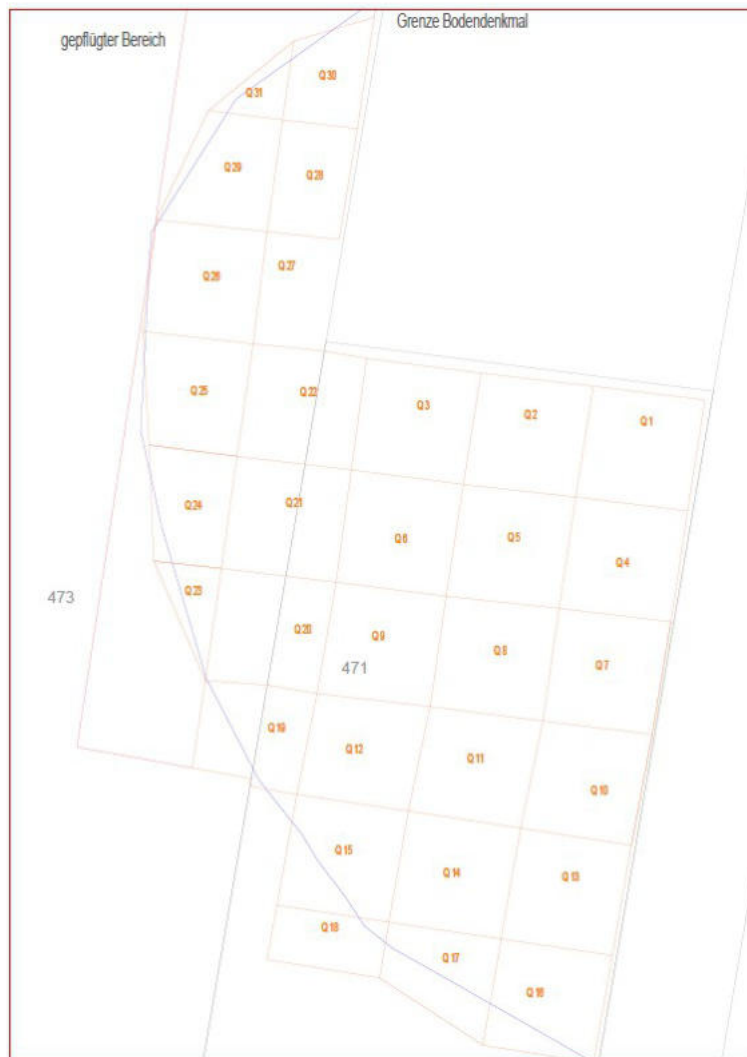 Grenze Bodendenkmal
gepflügter Bereich
Q30
Q31
Q29
Q28
Q27
Q26
Q25
Q22
Q3
Q2
Q1
Q24
Q21
Q6
Q5
Q4
Q23
473
Q20
Q9
Q8
Q7
471
Q19
Q12
Q11
Q10
Q15
Q14
Q13
Q18
Q17
Q16